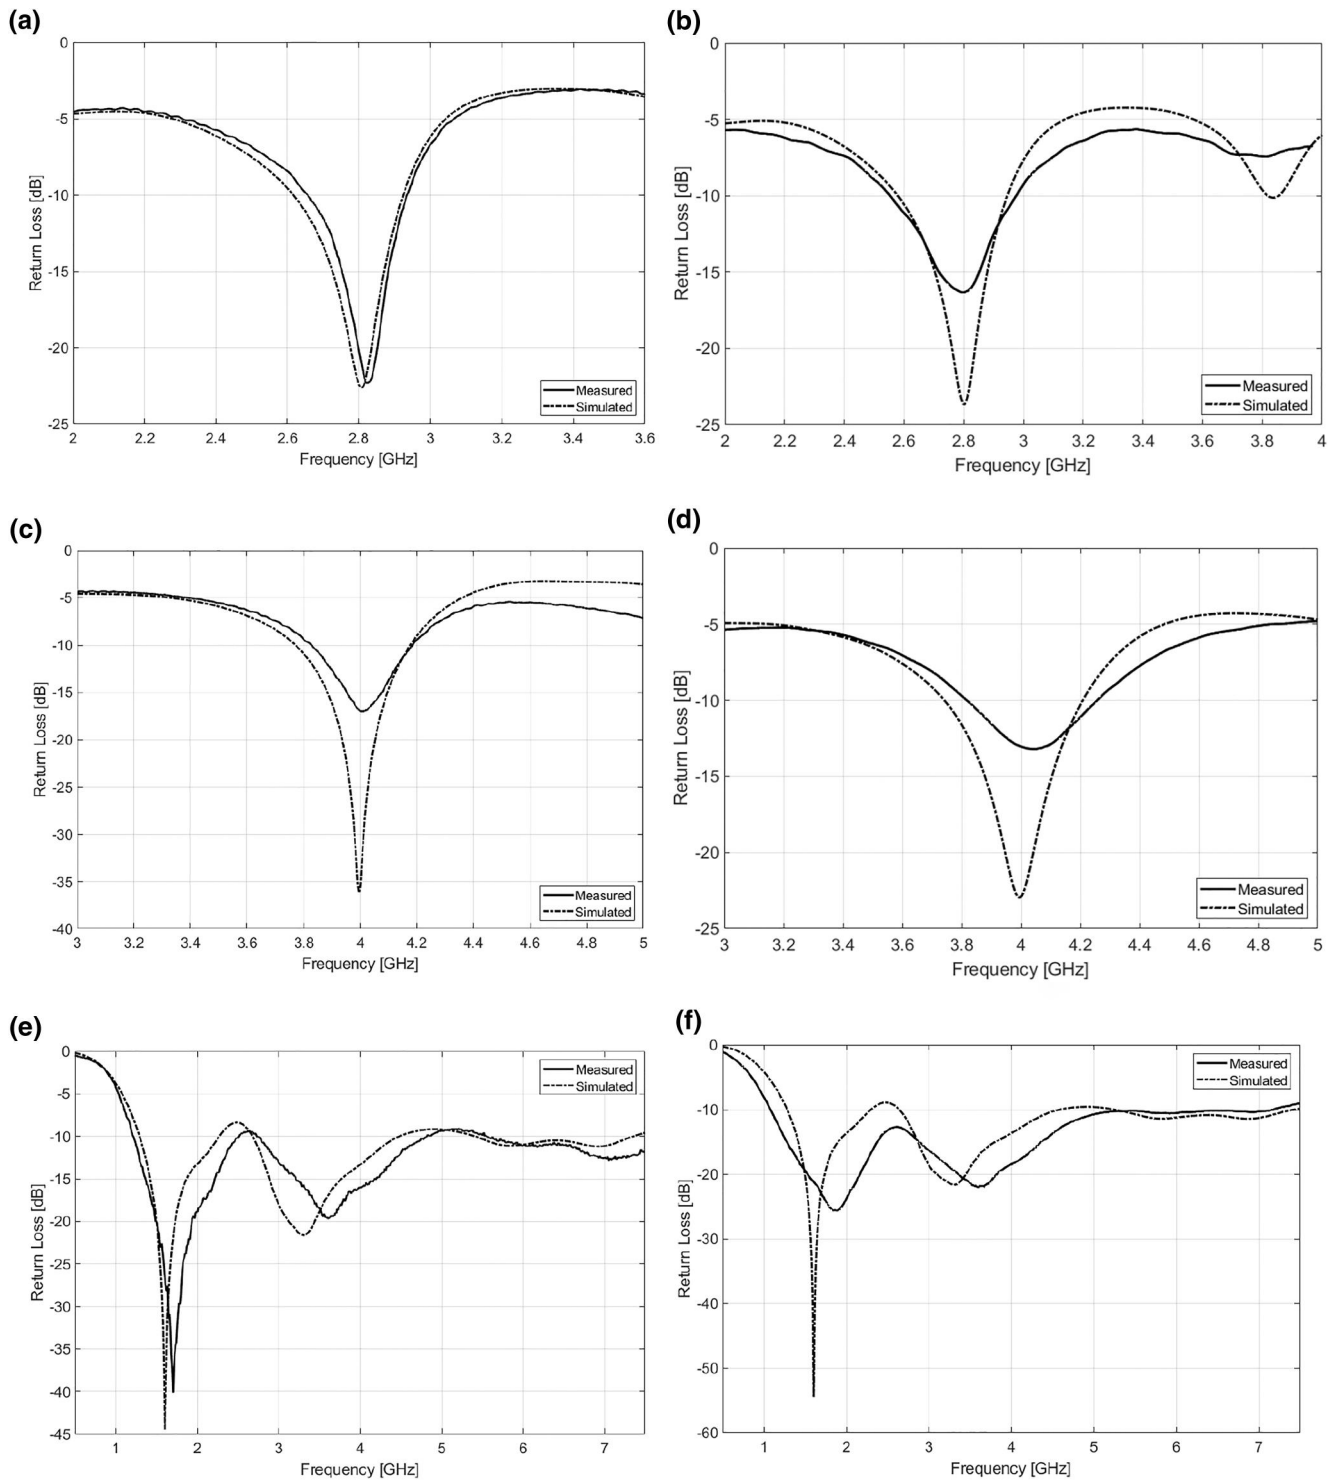 (a)
0
-5
-10
-15
-20
-25
Return Loss [dB]
2 2.2 2.4 2.6 2.8 3 3.2 3.4 3.6
Frequency [GHz]
Measured
Simulated
(b)
0
-5
-10
-15
-20
-25
Return Loss [dB]
2 2.2 2.4 2.6 2.8 3 3.2 3.4 3.6 3.8 4
Frequency [GHz]
Measured
Simulated
(c)
0
-5
-10
-15
-20
-25
-30
-35
-40
Return Loss [dB]
3 3.2 3.4 3.6 3.8 4 4.2 4.4 4.6 4.8 5
Frequency [GHz]
Measured
Simulated
(d)
0
-5
-10
-15
-20
-25
Return Loss [dB]
3 3.2 3.4 3.6 3.8 4 4.2 4.4 4.6 4.8 5
Frequency [GHz]
Measured
Simulated
(e)
0
-5
-10
-15
-20
-25
-30
-35
-40
-45
Return Loss [dB]
1 2 3 4 5 6 7
Frequency [GHz]
Measured
Simulated
(f)
0
-10
-20
-30
-40
-50
-60
Return Loss [dB]
1 2 3 4 5 6 7
Frequency [GHz]
Measured
Simulated